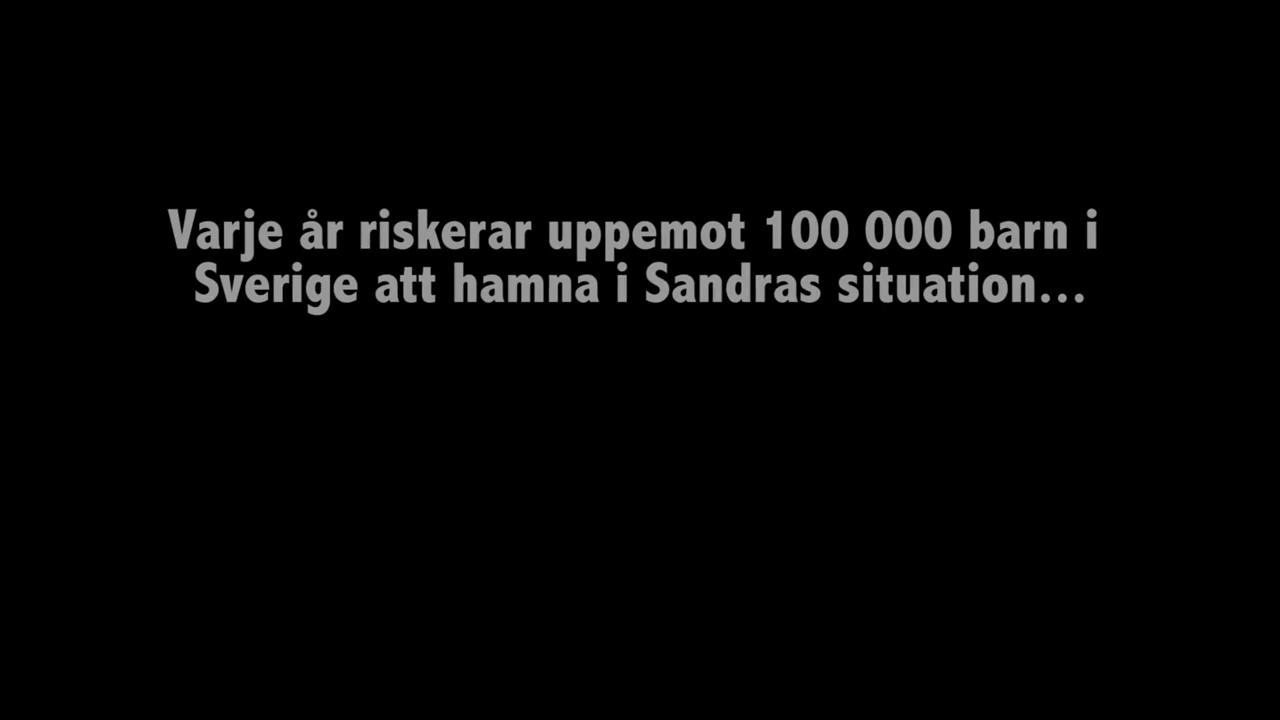 Varje år riskerar uppemot 100 000 barn i
Sverige att hamna i Sandras situation...